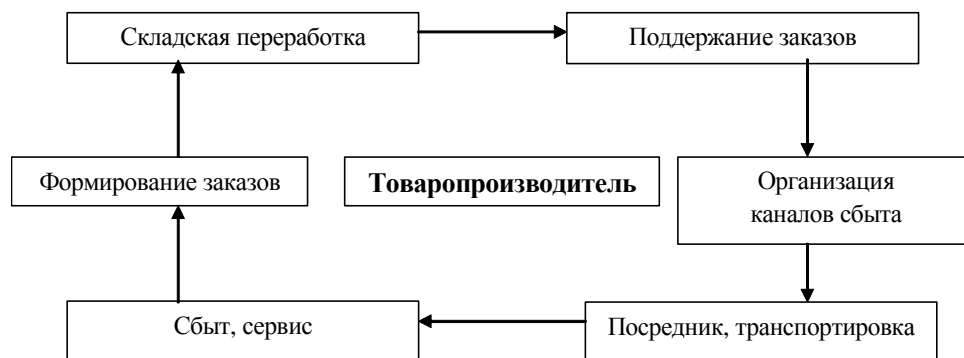 Складская переработка
Поддержание заказов
Формирование заказов
Товаропроизводитель
Организация
каналов сбыта
Сбыт, сервис
Посредник, транспортировка